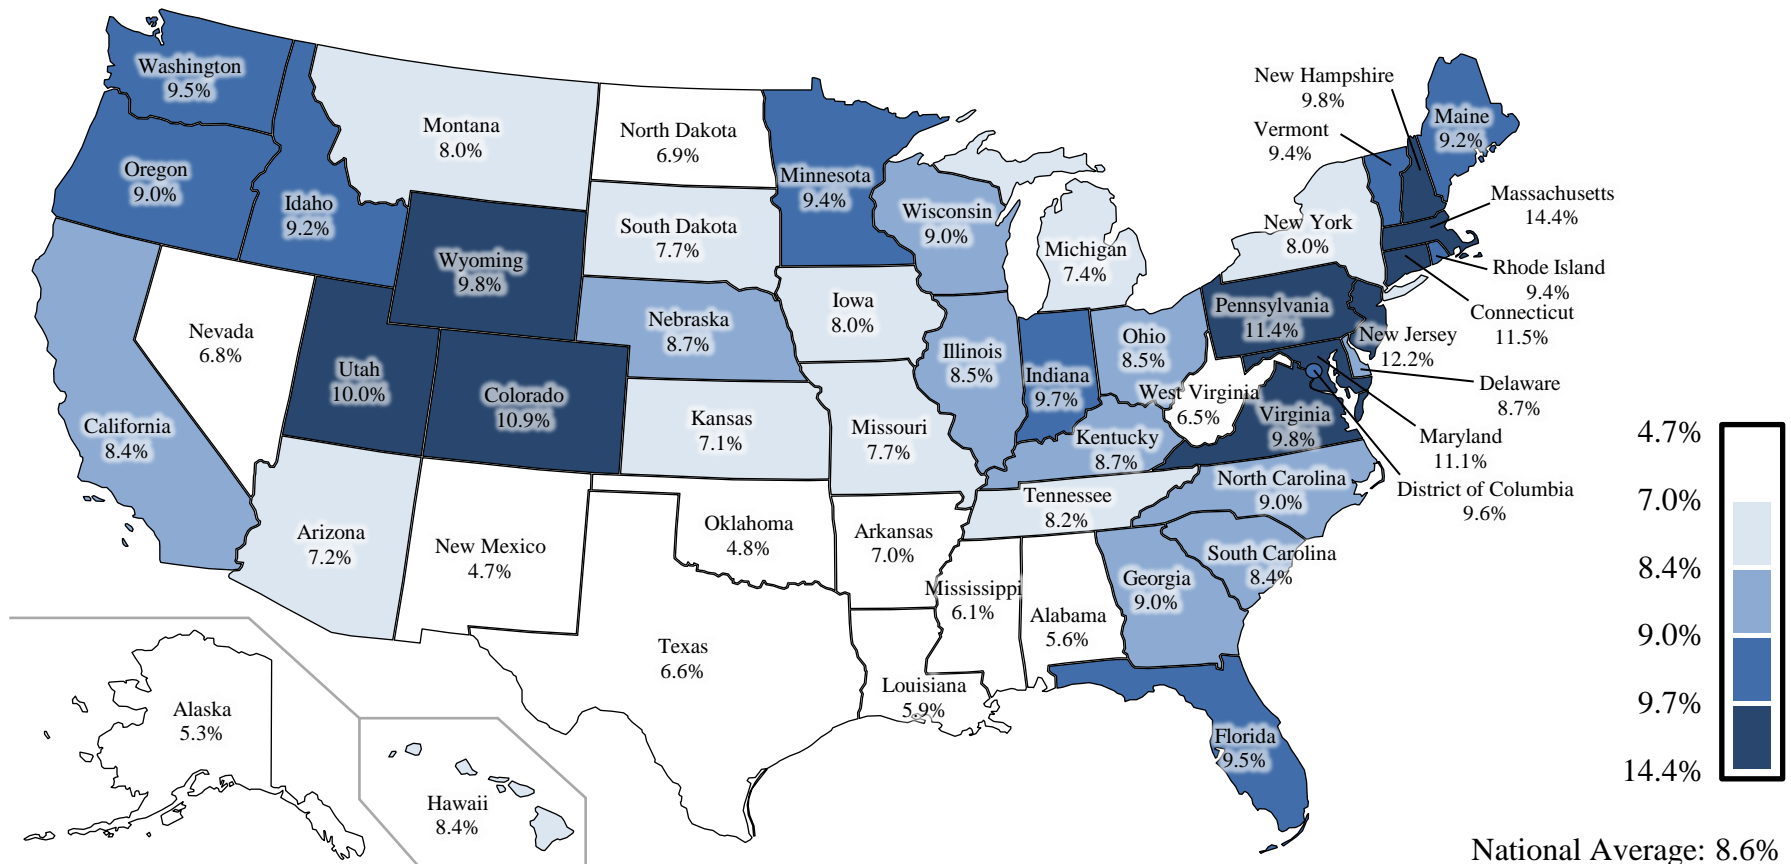 Washington
9.5%
Oregon
9.0%
Idaho
9.2%
Montana
8.0%
Wyoming
9.8%
North Dakota
6.9%
South Dakota
7.7%
Minnesota
9.4%
Wisconsin
9.0%
Michigan
7.4%
Nebraska
8.7%
Iowa
8.0%
Nevada
6.8%
Utah
10.0%
Colorado
10.9%
California
8.4%
Arizona
7.2%
New Mexico
4.7%
Kansas
7.1%
Missouri
7.7%
Illinois
8.5%
Indiana
9.7%
Ohio
8.5%
Kentucky
8.7%
West Virginia
6.5%
Virginia
9.8%
Tennessee
8.2%
North Carolina
9.0%
South Carolina
8.4%
Georgia
9.0%
Oklahoma
4.8%
Arkansas
7.0%
Texas
6.6%
Louisiana
5.9%
Mississippi
6.1%
Alabama
5.6%
Florida
9.5%
Alaska
5.3%
Hawaii
8.4%
New Hampshire
9.8%
Vermont
9.4%
Maine
9.2%
New York
8.0%
Massachusetts
14.4%
Rhode Island
9.4%
Connecticut
11.5%
Pennsylvania
11.4%
New Jersey
12.2%
Delaware
8.7%
Maryland
11.1%
District of Columbia
9.6%
4.7%
7.0%
8.4%
9.0%
9.7%
14.4%
National Average: 8.6%